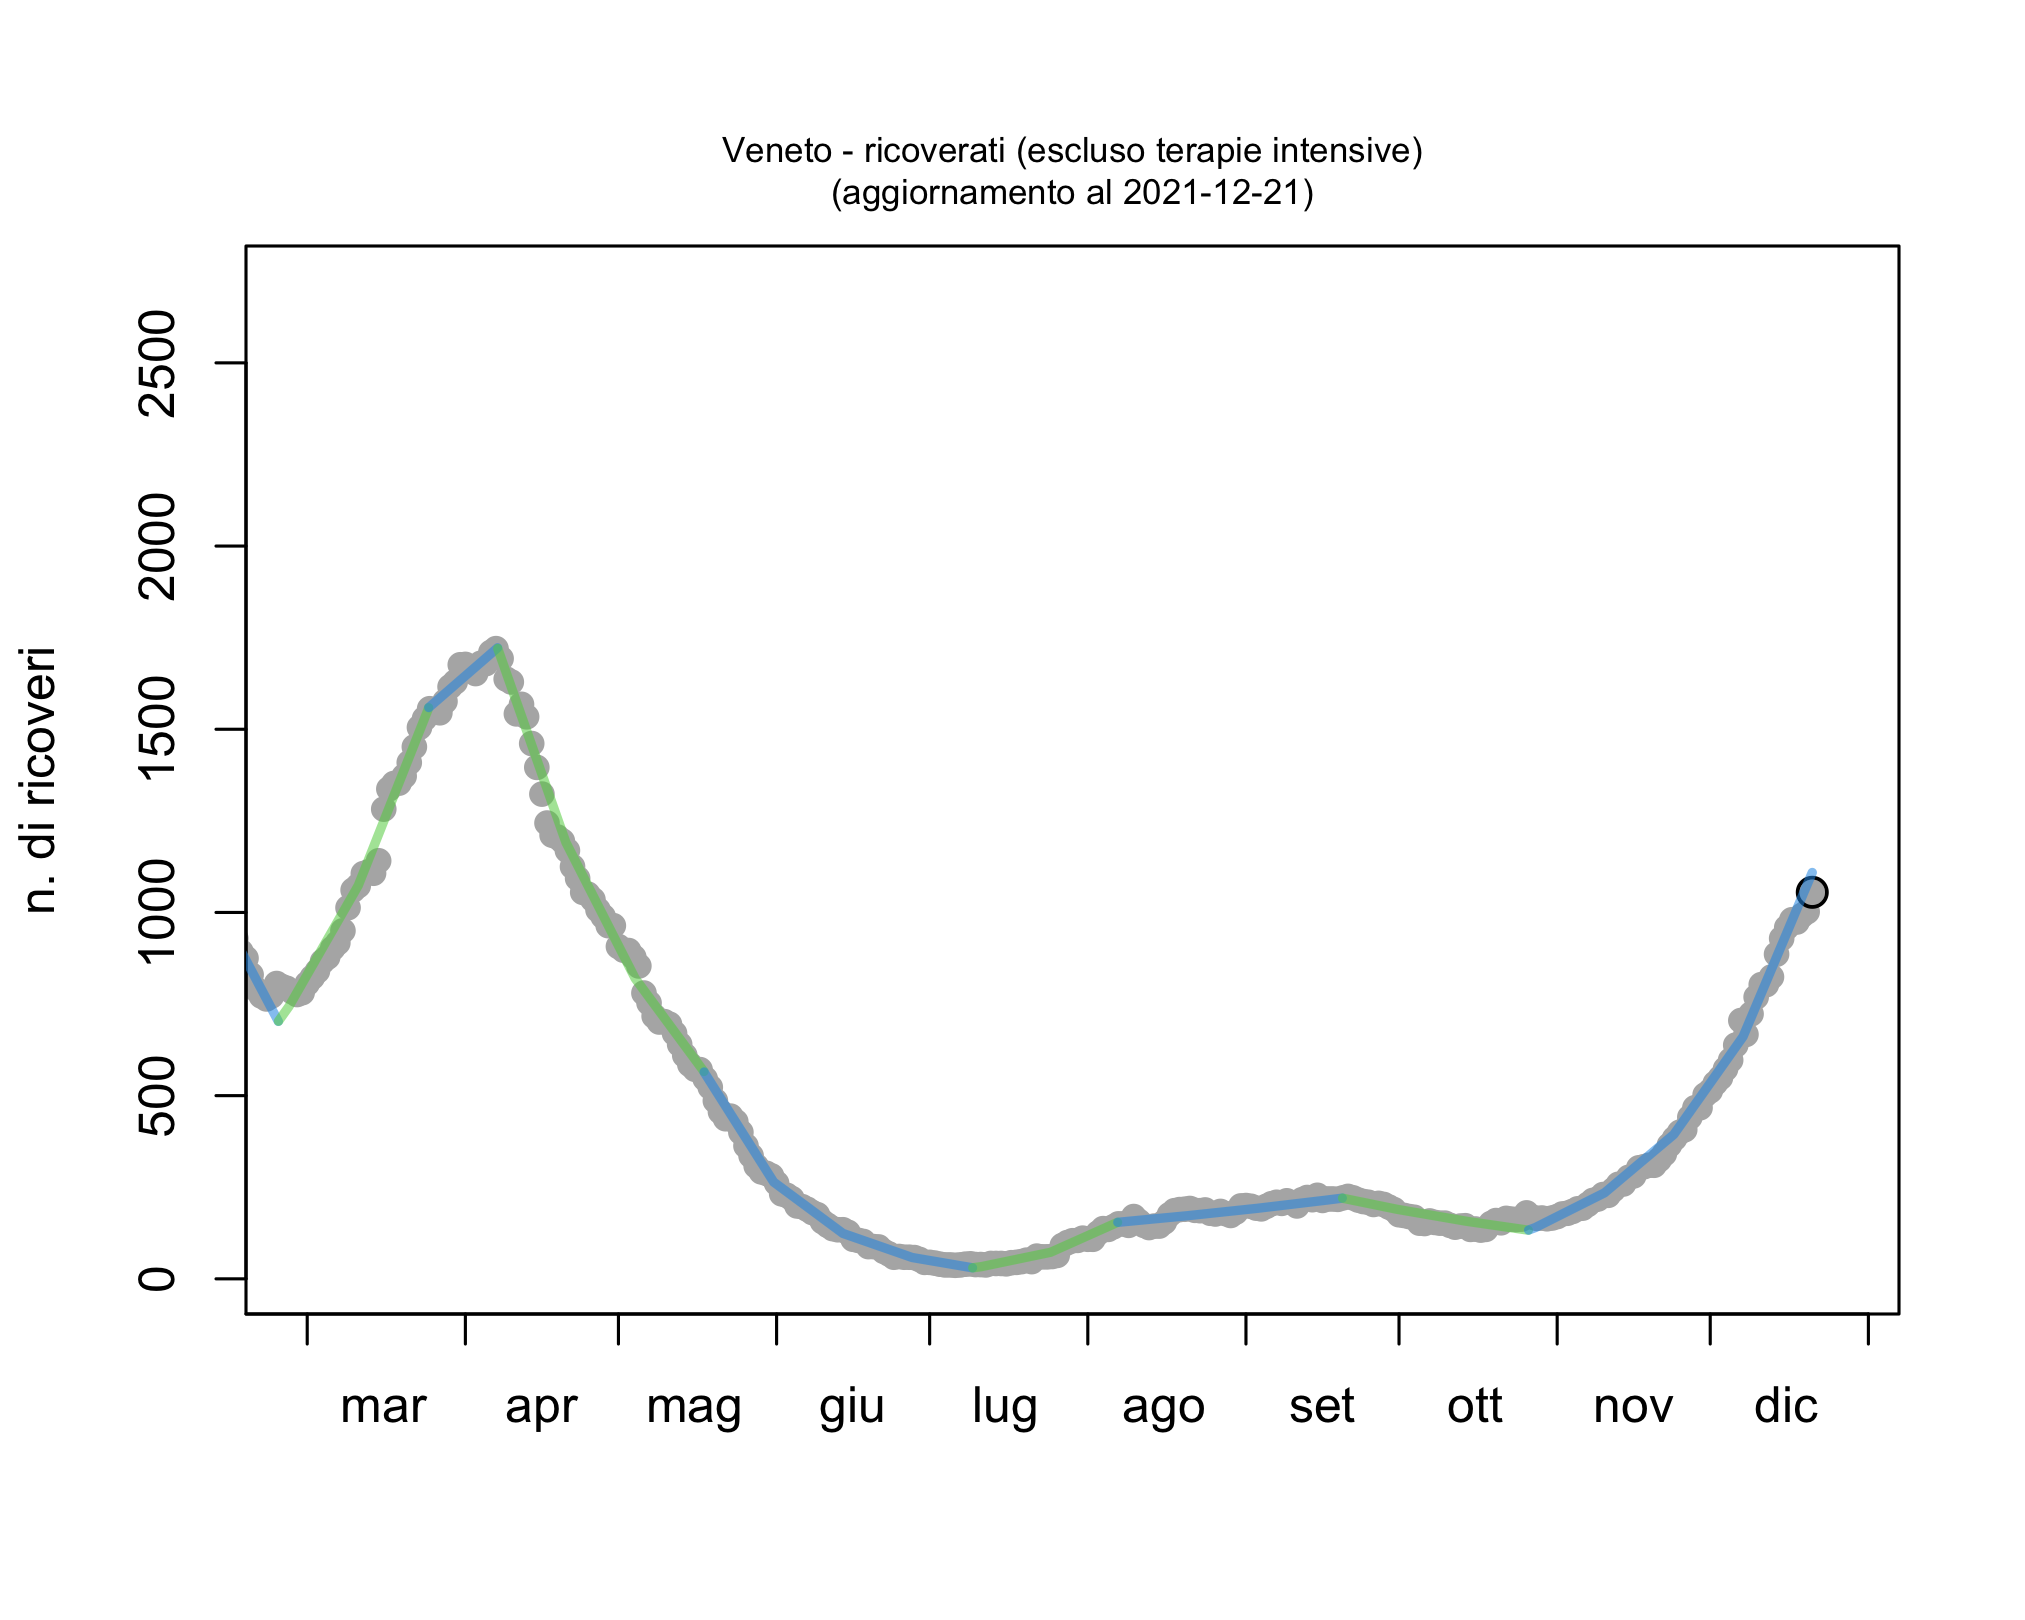 Veneto - ricoverati (escluso terapie intensive)
(aggiornamento al 2021-12-21)
n. di ricoveri
2500
2000
1500
1000
500
0
mar apr mag giu lug ago set ott nov dic